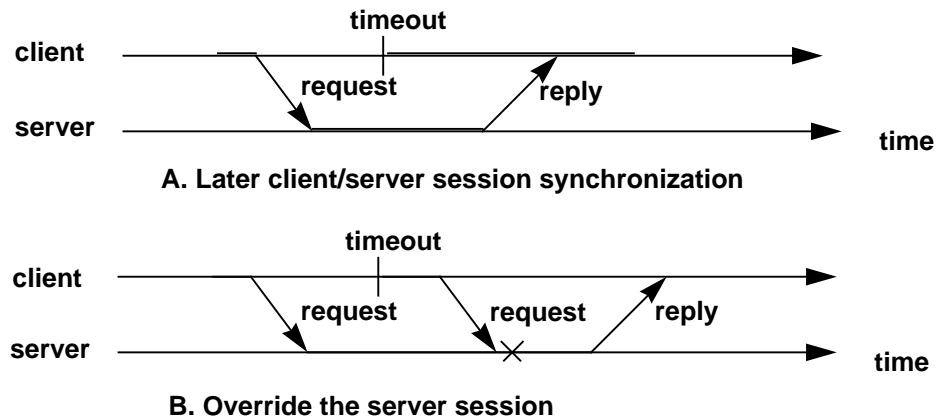 timeout
client
request
reply
server
time
A. Later client/server session synchronization
timeout
client
request
request
reply
server
time
B. Override the server session